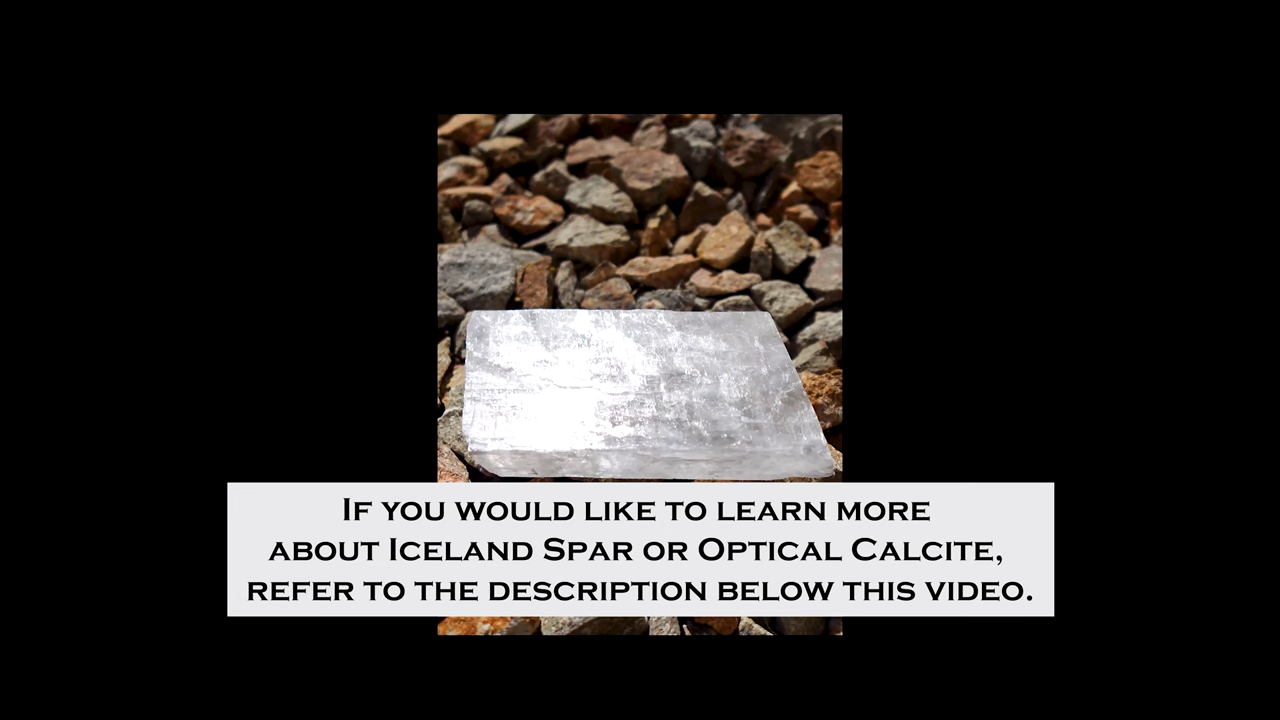 If you would like to learn more
about Iceland Spar or Optical Calcite,
refer to the description below this video.